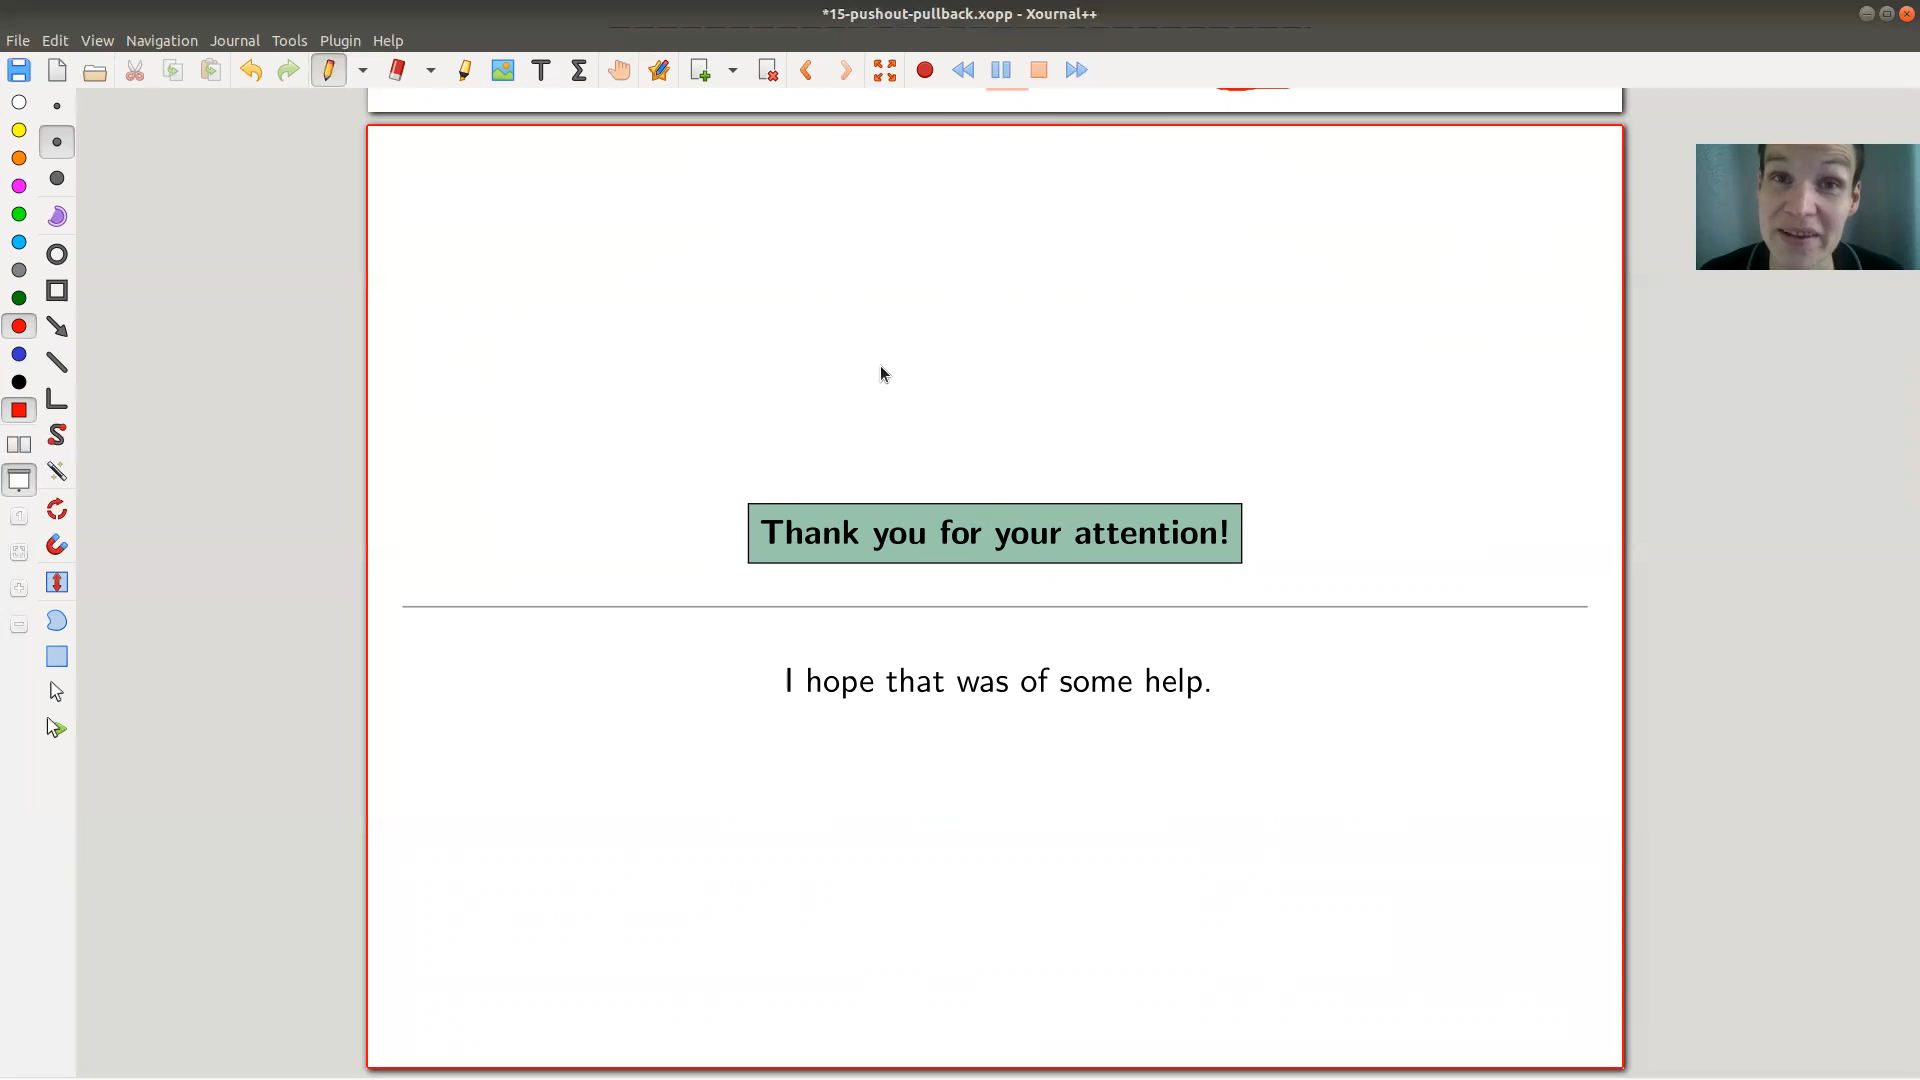 *15-pushout-pullback.xopp - Xournal++
File Edit View Navigation Journal Tools Plugin Help
Thank you for your attention!
I hope that was of some help.